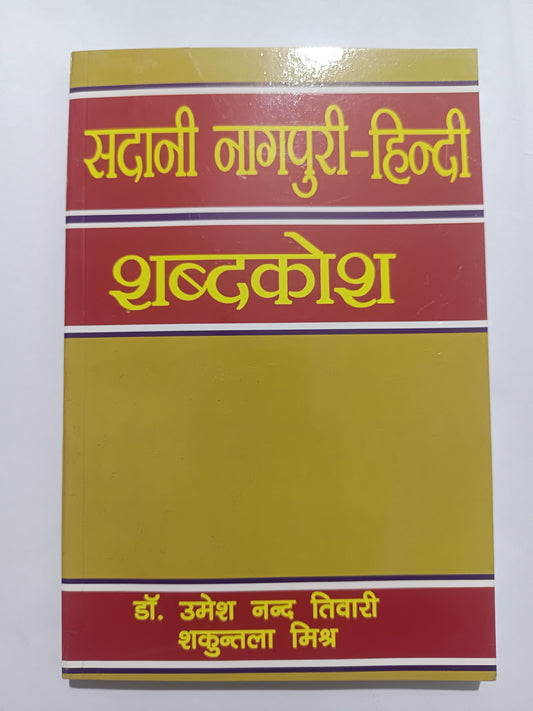 सदानी नागपुरी-हिन्दी
शब्दकोश
डॉ. उमेश नन्द तिवारी
शकुन्तला मिश्र